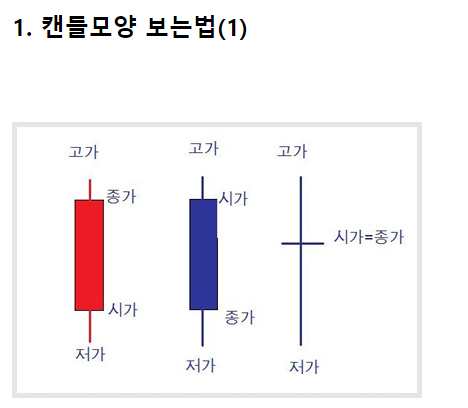 1. 캔들모양 보는법(1)
고가 고가 고가
종가 시가
시가=종가
시가 종가
저가 저가 저가